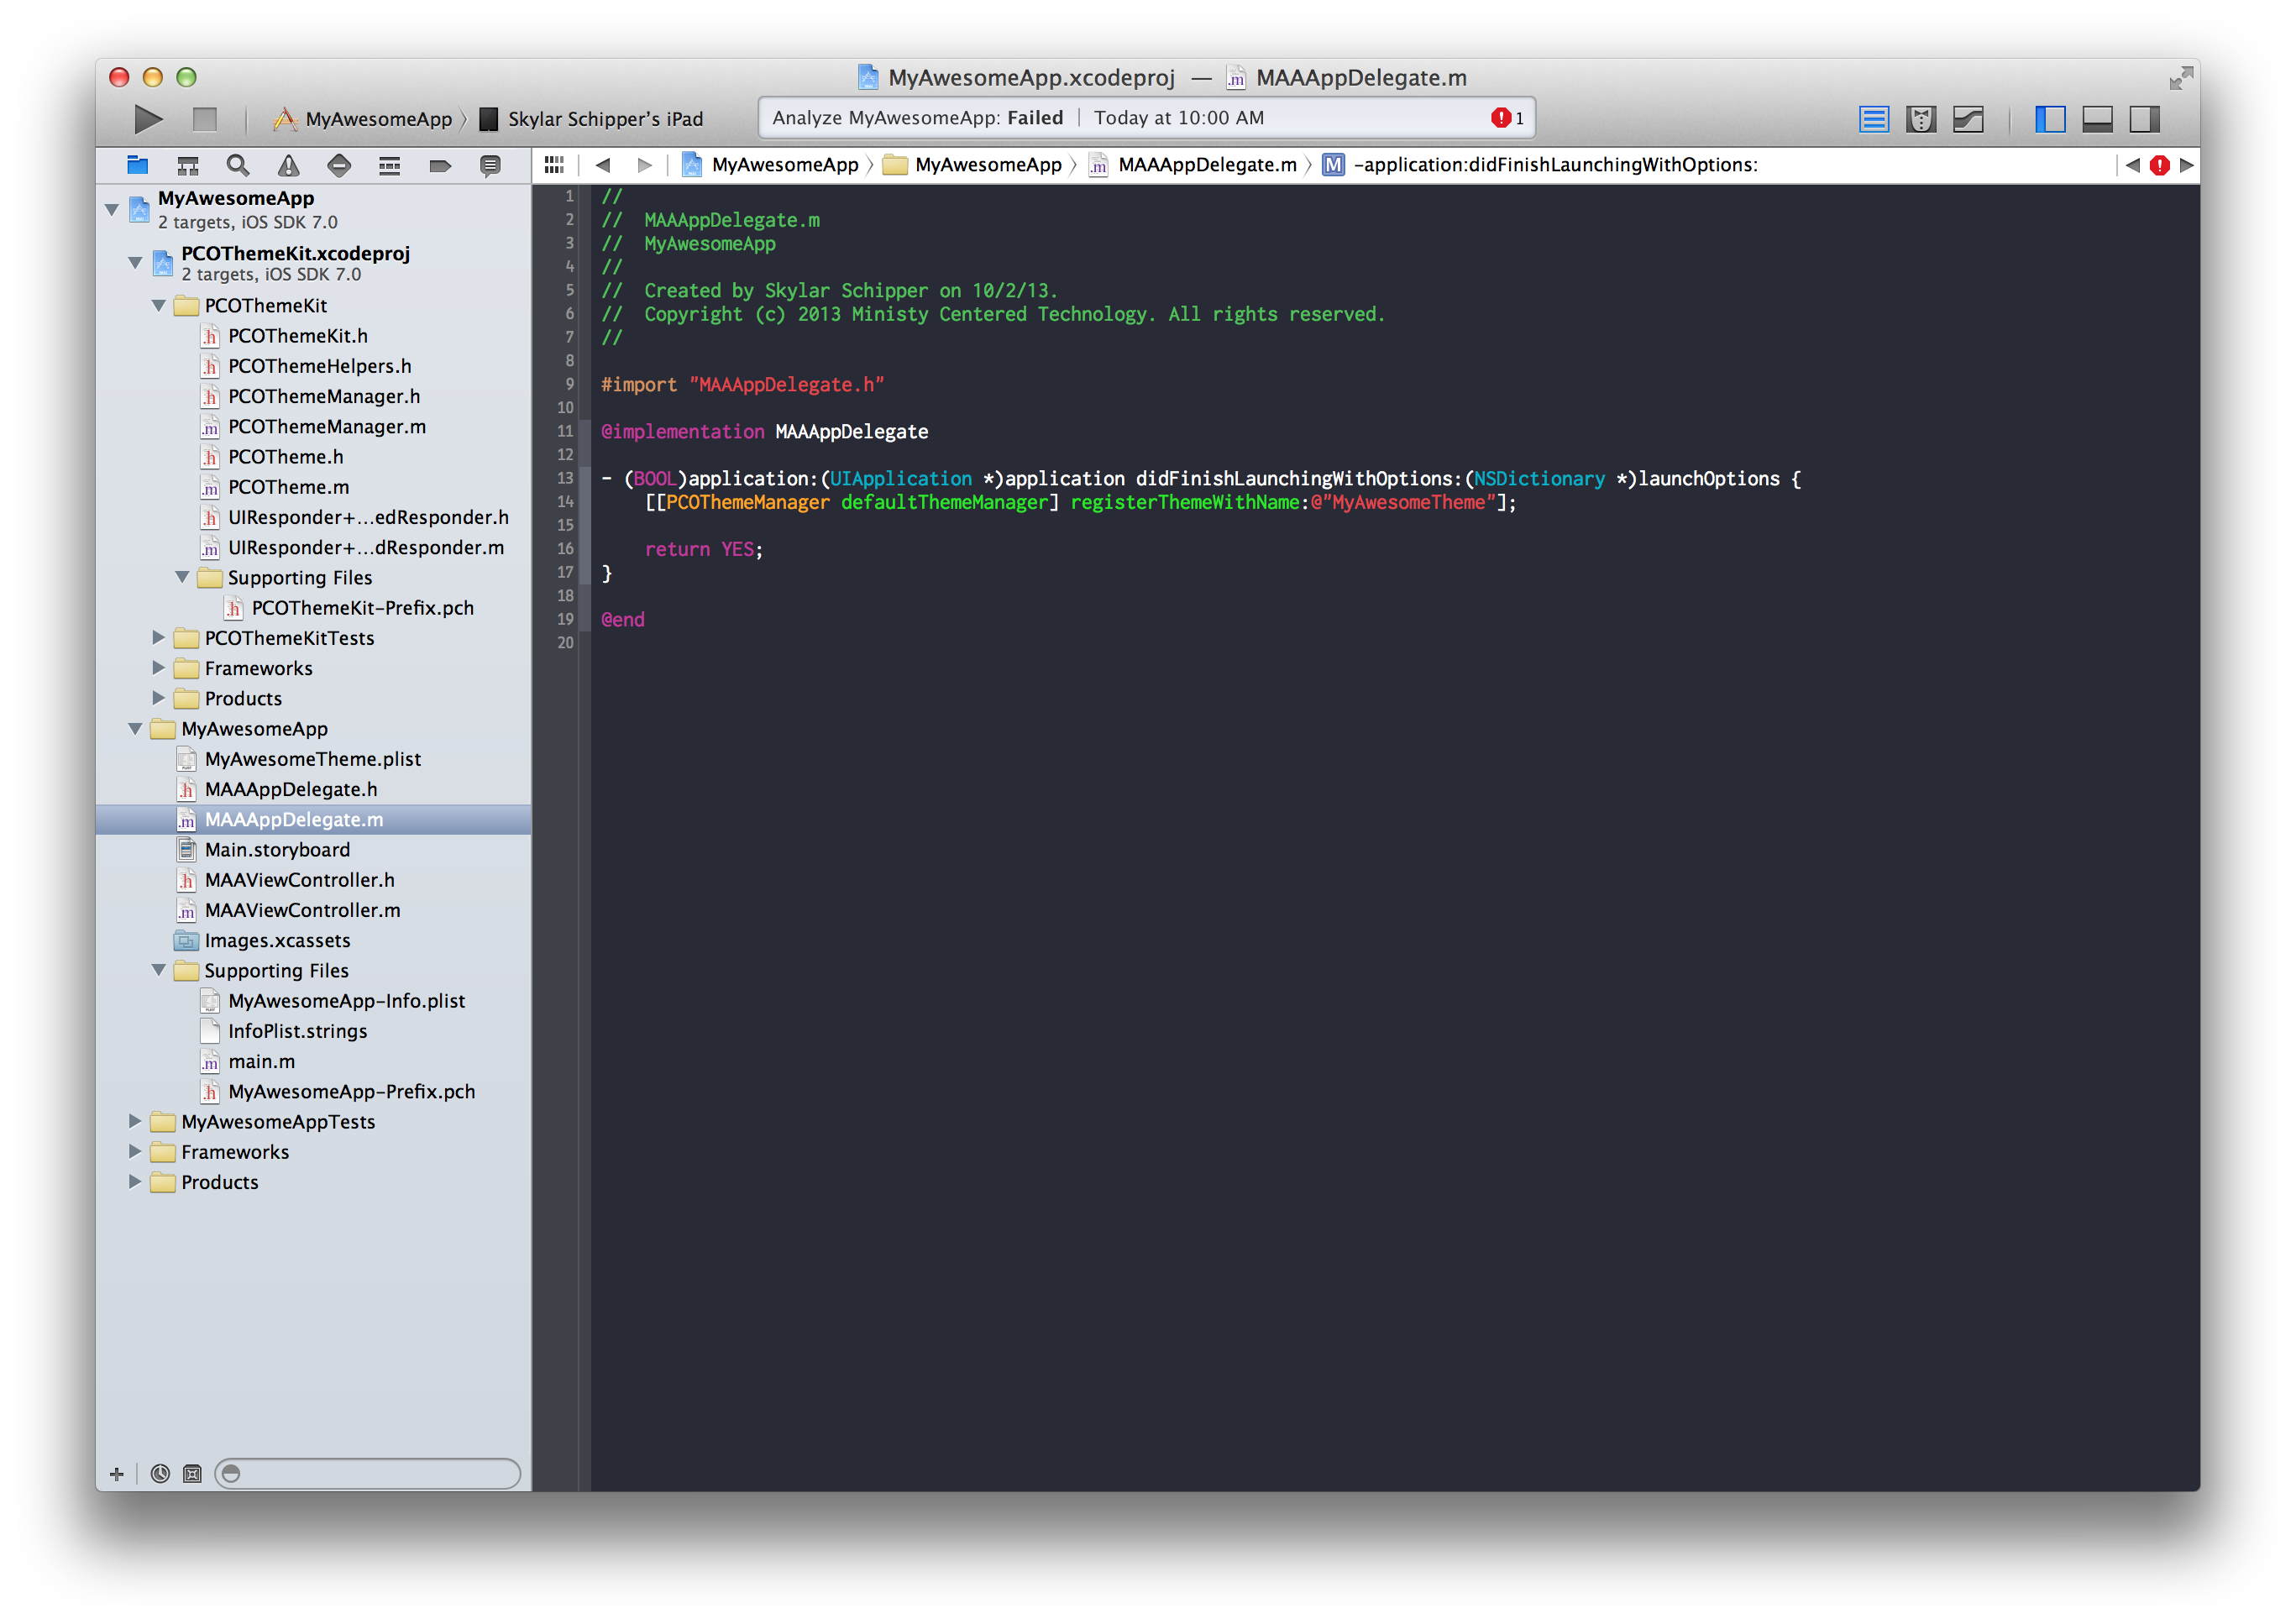 MyAwesomeApp.xcodeproj — MAAAppDelegate.m
MyAwesomeApp Skylar Schipper's iPad
Analyze MyAwesomeApp: Failed | Today at 10:00 AM 1
MyAwesomeApp MyAwesomeApp MAAAppDelegate.m M -application:didFinishLaunchingWithOptions:
MyAwesomeApp
2 targets, iOS SDK 7.0
PCOThemeKit.xcodeproj
2 targets, iOS SDK 7.0
PCOThemeKit
PCOThemeKit.h
PCOThemeHelpers.h
PCOThemeManager.h
PCOThemeManager.m
PCOTheme.h
PCOTheme.m
UIResponder+...edResponder.h
UIResponder+...dResponder.m
Supporting Files
PCOThemeKit-Prefix.pch
PCOThemeKitTests
Frameworks
Products
MyAwesomeApp
MyAwesomeTheme.plist
MAAAppDelegate.h
MAAAppDelegate.m
Main.storyboard
MAAViewController.h
MAAViewController.m
Images.xcassets
Supporting Files
MyAwesomeApp-Info.plist
InfoPlist.strings
main.m
MyAwesomeApp-Prefix.pch
MyAwesomeAppTests
Frameworks
Products
1 //
2 // MAAAppDelegate.m
3 // MyAwesomeApp
4 //
5 // Created by Skylar Schipper on 10/2/13.
6 // Copyright (c) 2013 Ministy Centered Technology. All rights reserved.
7 //
8
9 #import "MAAAppDelegate.h"
10
11 @implementation MAAAppDelegate
12
13 - (BOOL)application:(UIApplication *)application didFinishLaunchingWithOptions:(NSDictionary *)launchOptions {
14 [[PCOThemeManager defaultThemeManager] registerThemeWithName:@"MyAwesomeTheme"];
15
16 return YES;
17 }
18
19 @end
20